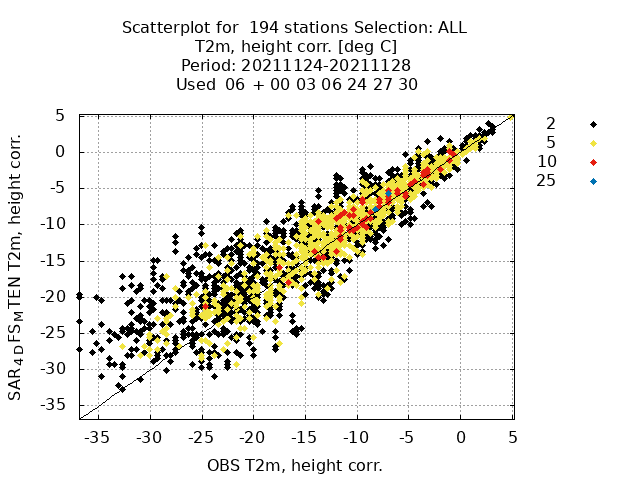 Scatterplot for  194 stations Selection: ALL
T2m, height corr. [deg C]
Period: 20211124-20211128
Used  06 + 00 03 06 24 27 30
5
0
-5
-10
-15
-20
-25
-30
-35
SAR4DFSMTEN T2m, height corr.
-35 -30 -25 -20 -15 -10 -5 0 5
OBS T2m, height corr.
2
5
10
25